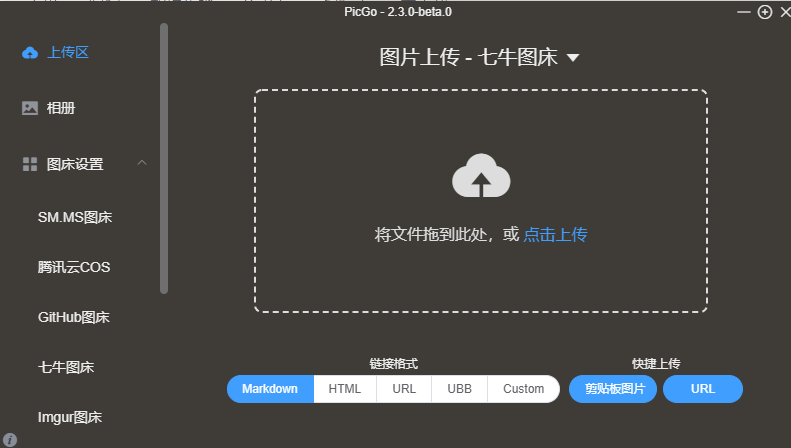 PicGo - 2.3.0-beta.0
上传区
相册
图床设置
SM.MS图床
腾讯云COS
GitHub图床
七牛图床
Imgur图床
图片上传 - 七牛图床
将文件拖到此处，或 点击上传
链接格式
Markdown HTML URL UBB Custom
快捷上传
剪贴板图片 URL